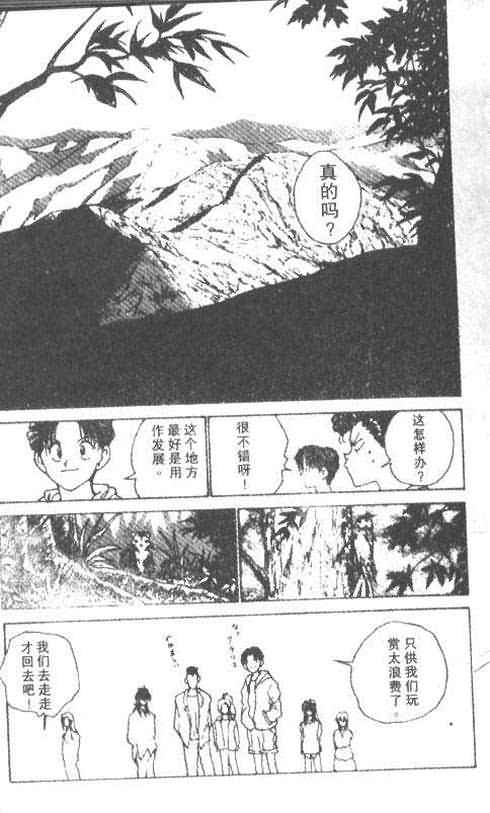 真的吗？
这怎样办？
很不错呀！
这个地方
最好是用
作发展。
只供我们玩
赏太浪费了。
我们去走走
才回去吧！